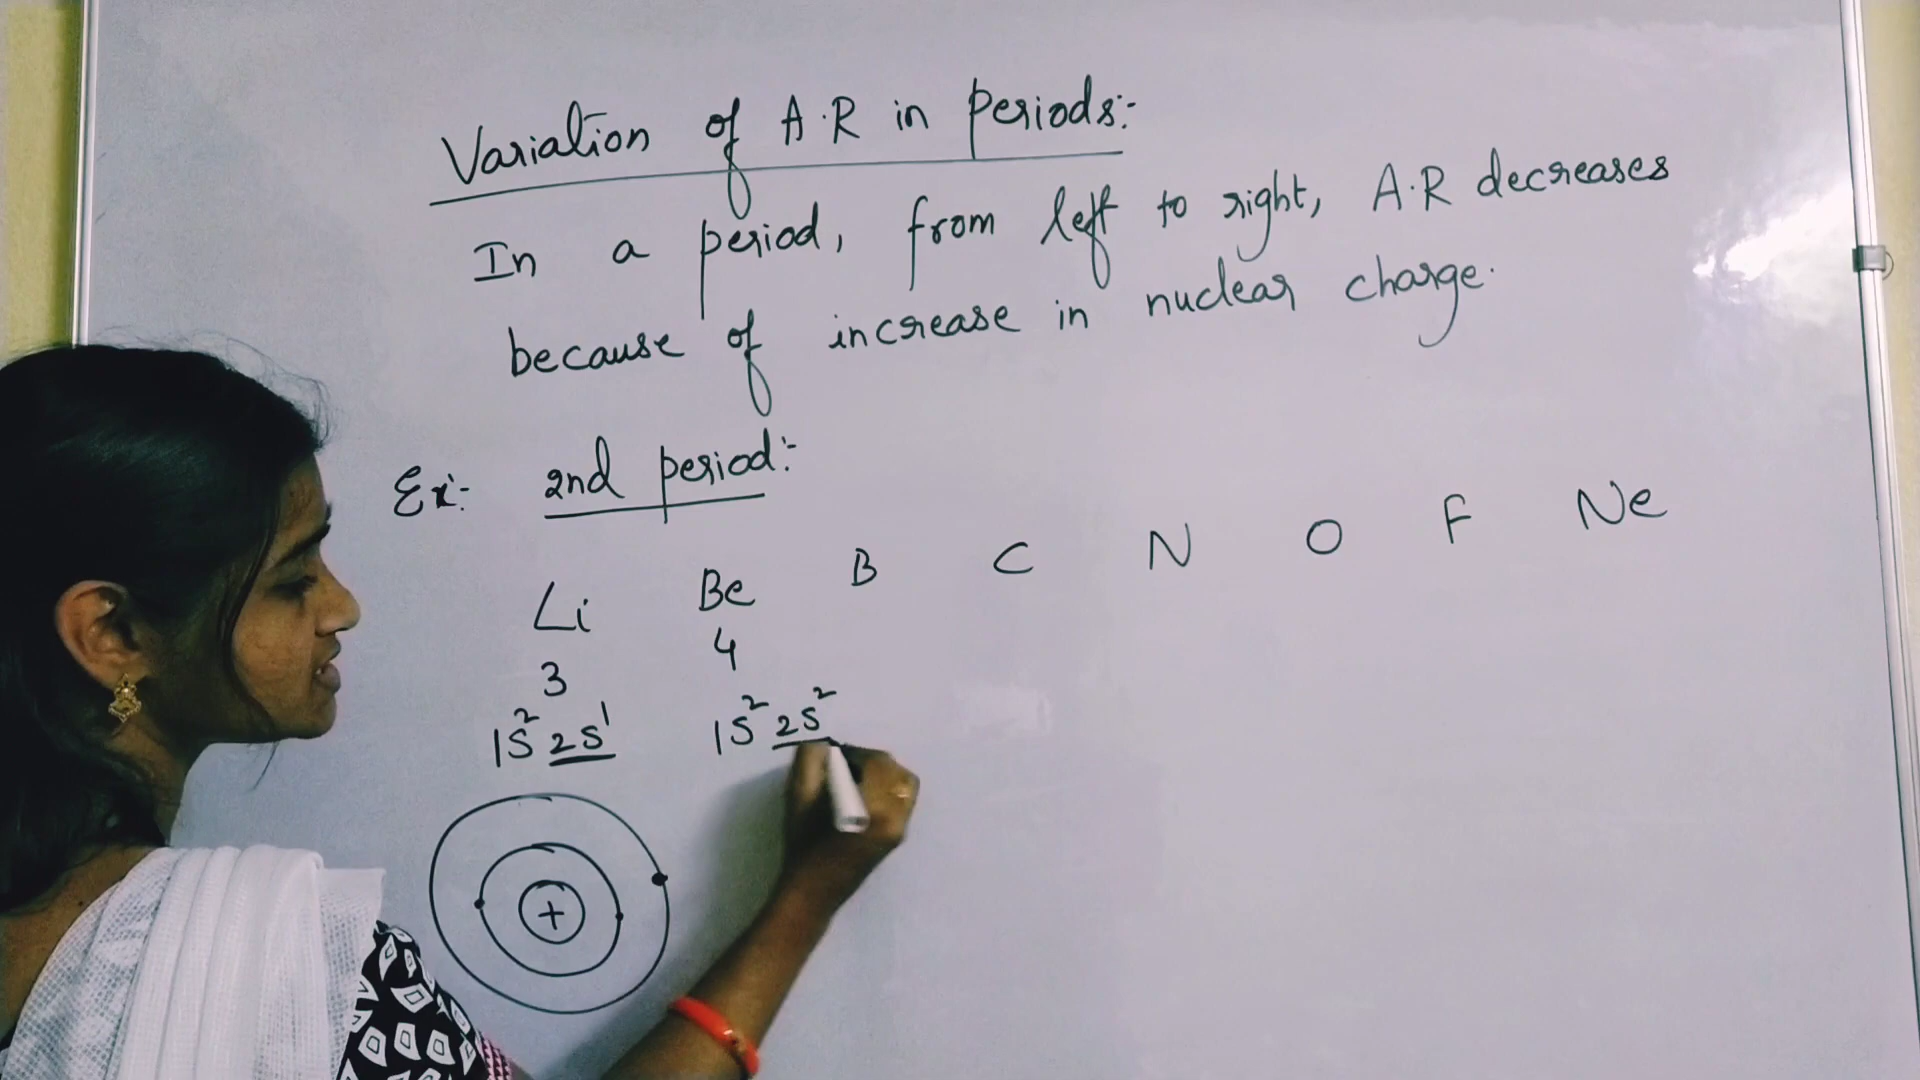 Variation of A.R in periods:-
In a period, from left to right, A.R decreases
because of increase in nuclear charge.
Ex:- 2nd period:-
Li Be B C N O F Ne
3 4
1S² 2S¹ 1S² 2S²
+